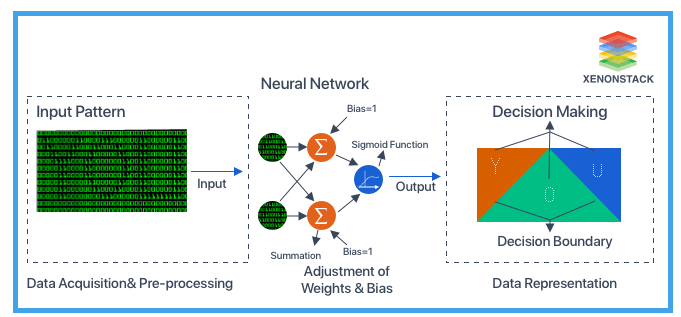 XENONSTACK
Neural Network
Input Pattern
Bias=1
Decision Making
Sigmoid Function
Y
U
O
Input
Output
Summation
Bias=1
Decision Boundary
Adjustment of
Weights & Bias
Data Acquisition& Pre-processing
Data Representation